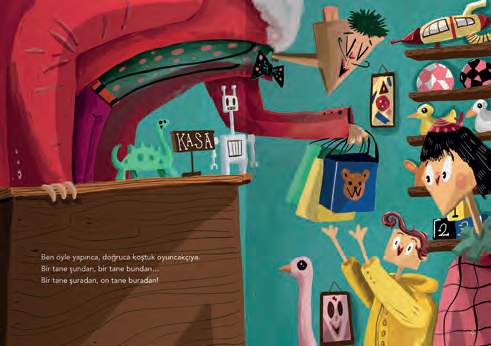 KASA
2
Ben öyle yapınca, doğruca koştuk oyuncakçıya.
Bir tane şundan, bir tane bundan...
Bir tane şuradan, on tane buradan!